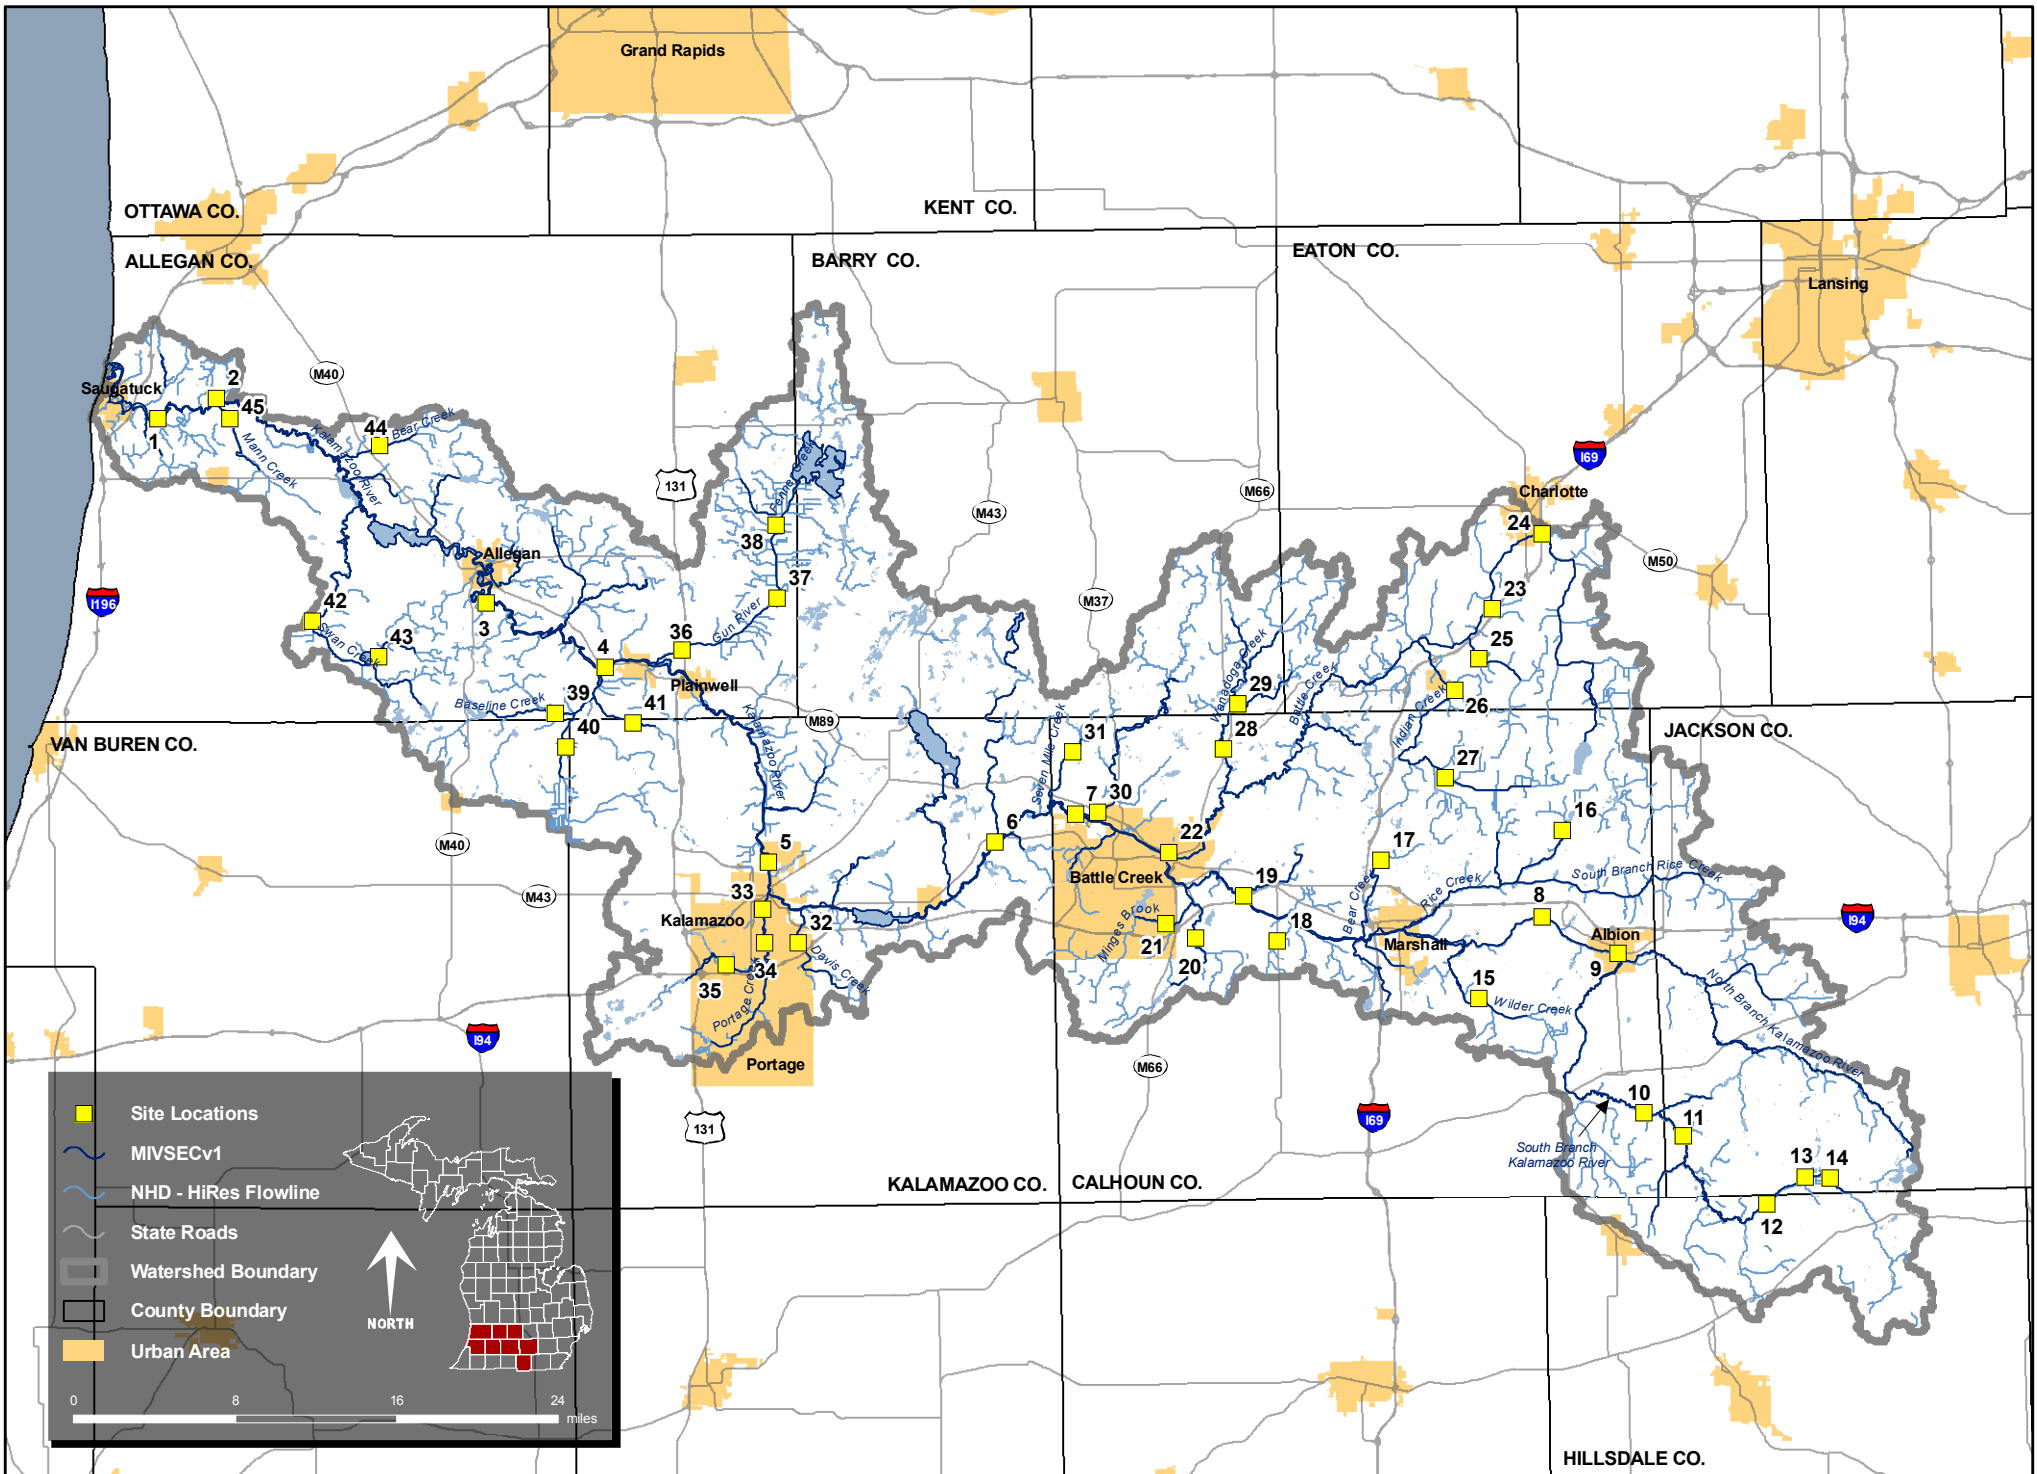 Grand Rapids
OTTAWA CO.
KENT CO.
ALLEGAN CO.
BARRY CO.
EATON CO.
Lansing
M40
2
Saugatuck
45
1
44
Bear Creek
Kalamazoo River
Mann Creek
131
Fenner Creek
M43
M66
I69
Charlotte
24
38
Allegan
M50
37
M37
I196
42
3
43
Swan Creek
23
25
36
Gun River
4
Plainwell
Wanadoga Creek
Battle Creek
29
26
Indian Creek
39
Baseline Creek
40
41
Kalamazoo River
M89
28
31
Seven Mile Creek
VAN BUREN CO.
JACKSON CO.
27
7
30
16
6
22
17
5
M40
M43
33
Battle Creek
19
Rice Creek
South Branch Rice Creek
8
Bear Creek
Kalamazoo
32
Minges Brook
21
18
Marshall
Albion
9
I94
34
35
Davis Creek
Portage Creek
20
15
Wilder Creek
North Branch Kalamazoo River
I94
Portage
M66
131
I69
10
11
South Branch
Kalamazoo River
13
14
12
KALAMAZOO CO.
CALHOUN CO.
Site Locations
MIVSECv1
NHD - HiRes Flowline
State Roads
Watershed Boundary
County Boundary
Urban Area
NORTH
0
8
16
24
miles
HILLSDALE CO.